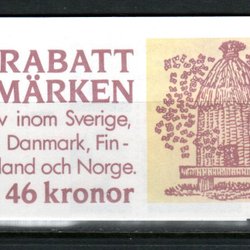 RABATT
MÄRKEN
v inom Sverige,
Danmark, Fin-
land och Norge.
46 kronor